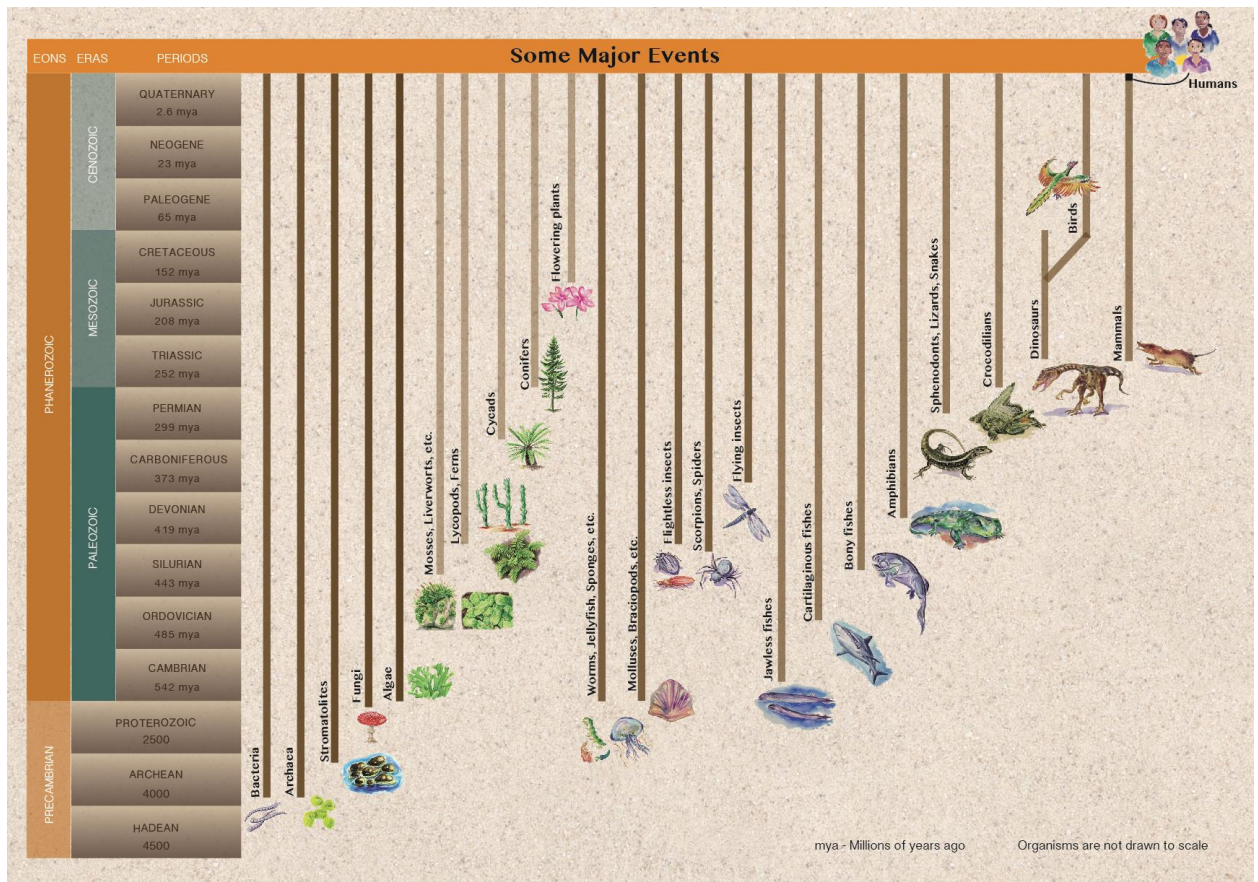 Some Major Events
EONS ERAS PERIODS
Humans
PHANEROZOIC
PRECAMBRIAN
CENOZOIC
MESOZOIC
PALEOZOIC
QUATERNARY
2.6 mya
NEOGENE
23 mya
PALEOGENE
65 mya
CRETACEOUS
152 mya
JURASSIC
208 mya
TRIASSIC
252 mya
PERMIAN
299 mya
CARBONIFEROUS
373 mya
DEVONIAN
419 mya
SILURIAN
443 mya
ORDOVICIAN
485 mya
CAMBRIAN
542 mya
PROTEROZOIC
2500
ARCHEAN
4000
HADEAN
4500
Bacteria
Archaea
Stromatolites
Fungi
Algae
Mosses, Liverworts, etc.
Lycopods, Ferns
Cycads
Conifers
Flowering plants
Worms, Jellyfish, Sponges, etc.
Molluses, Braciopods, etc.
Flightless insects
Scorpions, Spiders
Flying insects
Jawless fishes
Cartilaginous fishes
Bony fishes
Amphibians
Sphenodonts, Lizards, Snakes
Crocodilians
Dinosaurs
Birds
Mammals
mya - Millions of years ago
Organisms are not drawn to scale